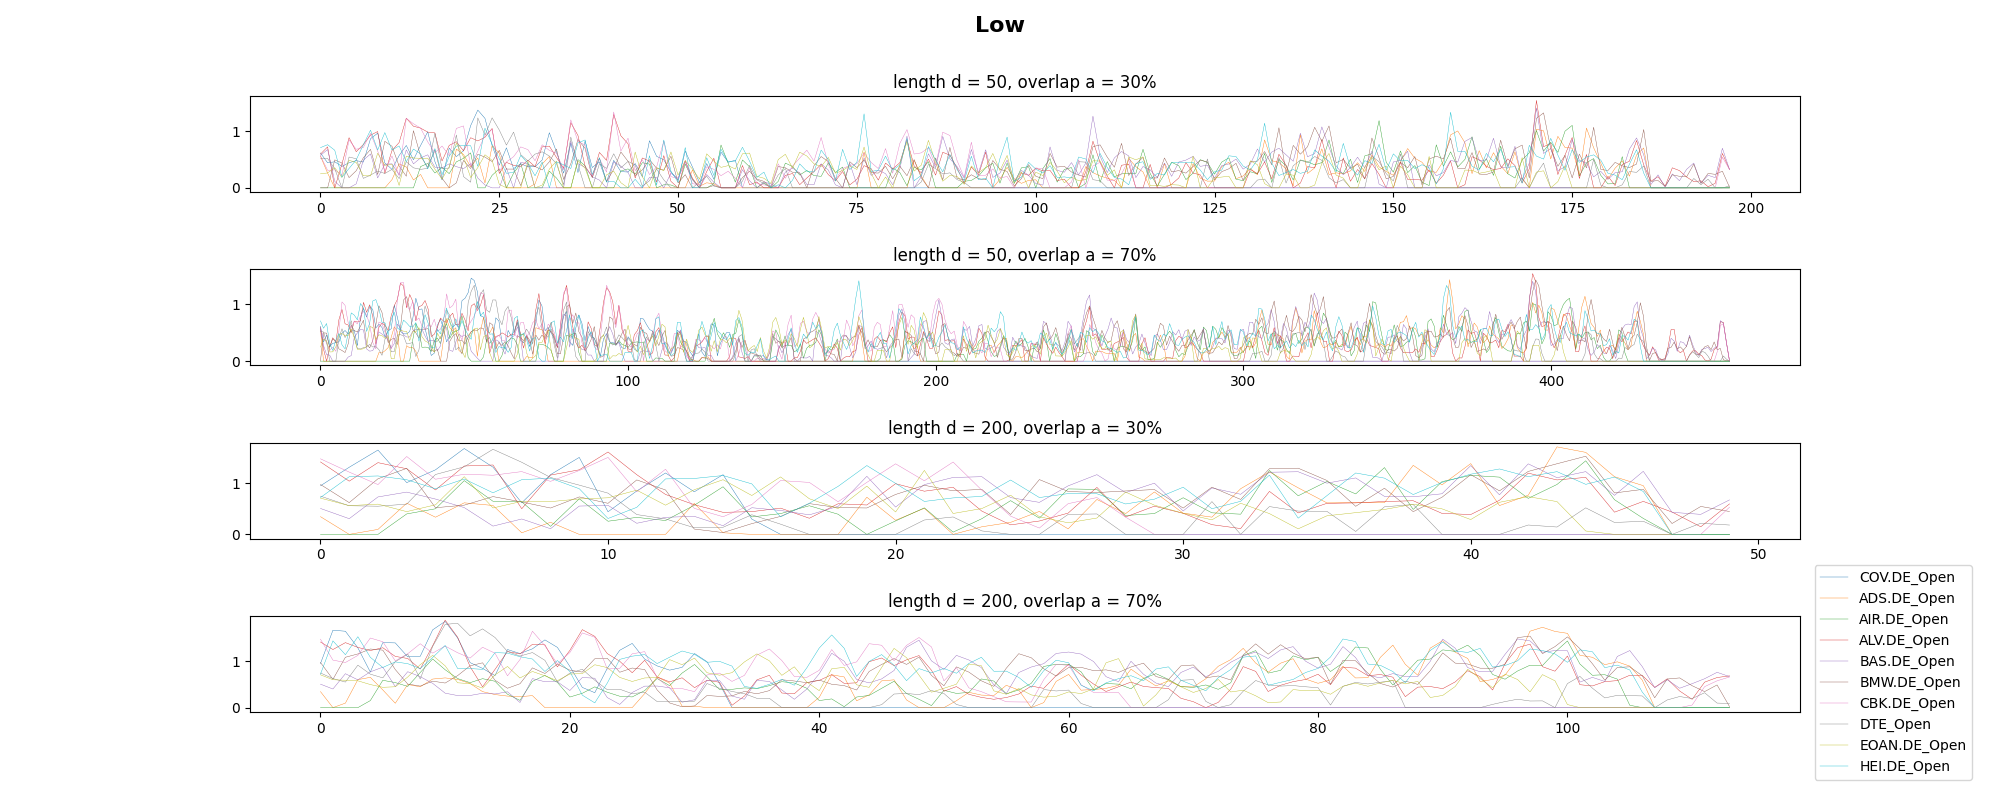 Low
length d = 50, overlap a = 30%
1
0
0 25 50 75 100 125 150 175 200
length d = 50, overlap a = 70%
1
0
0 100 200 300 400
length d = 200, overlap a = 30%
1
0
0 10 20 30 40 50
length d = 200, overlap a = 70%
1
0
0 20 40 60 80 100
COV.DE_Open
ADS.DE_Open
AIR.DE_Open
ALV.DE_Open
BAS.DE_Open
BMW.DE_Open
CBK.DE_Open
DTE_Open
EOAN.DE_Open
HEI.DE_Open